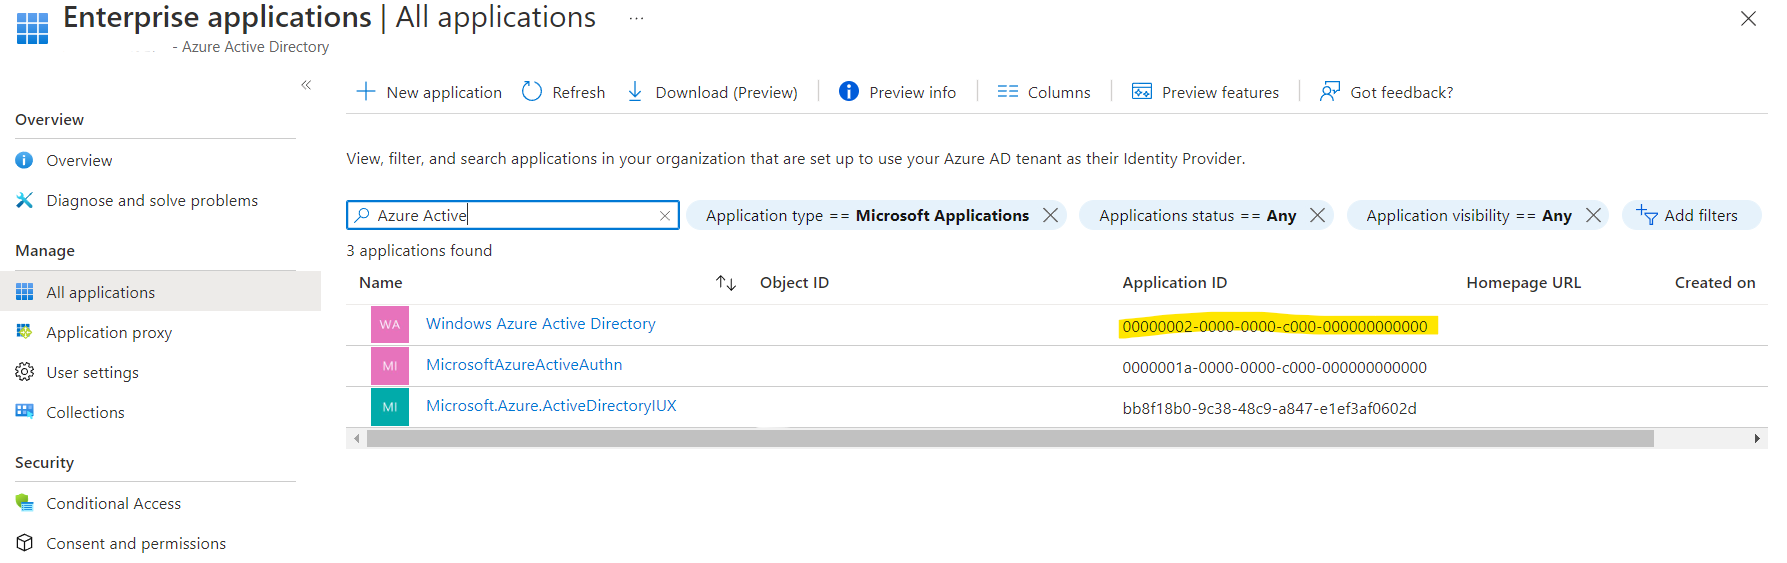 Enterprise applications | All applications ...
- Azure Active Directory
«
Overview
Overview
Diagnose and solve problems
Manage
All applications
Application proxy
User settings
Collections
Security
Conditional Access
Consent and permissions
New application Refresh Download (Preview) Preview info Columns Preview features Got feedback?
View, filter, and search applications in your organization that are set up to use your Azure AD tenant as their Identity Provider.
Azure Active Application type == Microsoft Applications Applications status == Any Application visibility == Any Add filters
3 applications found
Name Object ID Application ID Homepage URL Created on
WA Windows Azure Active Directory 00000002-0000-0000-c000-000000000000
MI MicrosoftAzureActiveAuthn 0000001a-0000-0000-c000-000000000000
MI Microsoft.Azure.ActiveDirectoryIUX bb8f18b0-9c38-48c9-a847-e1ef3af0602d